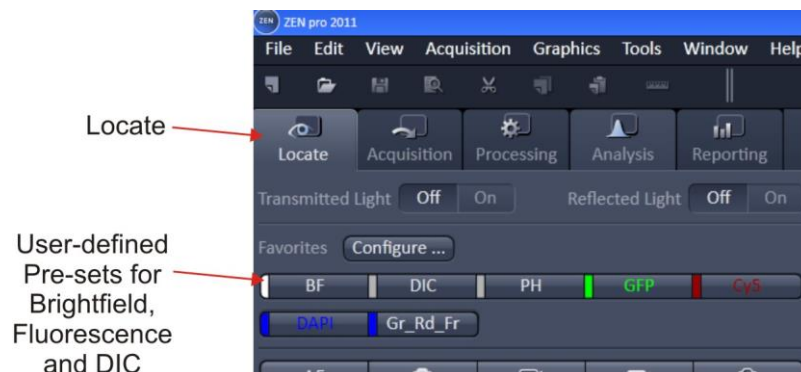 ZEN ZEN pro 2011
File Edit View Acquisition Graphics Tools Window Help
Locate
Locate Acquisition Processing Analysis Reporting
Transmitted Light Off On Reflected Light Off On
User-defined
Pre-sets for
Brightfield,
Fluorescence
and DIC
Favorites Configure ...
BF DIC PH GFP Cy5
DAPI Gr_Rd_Fr